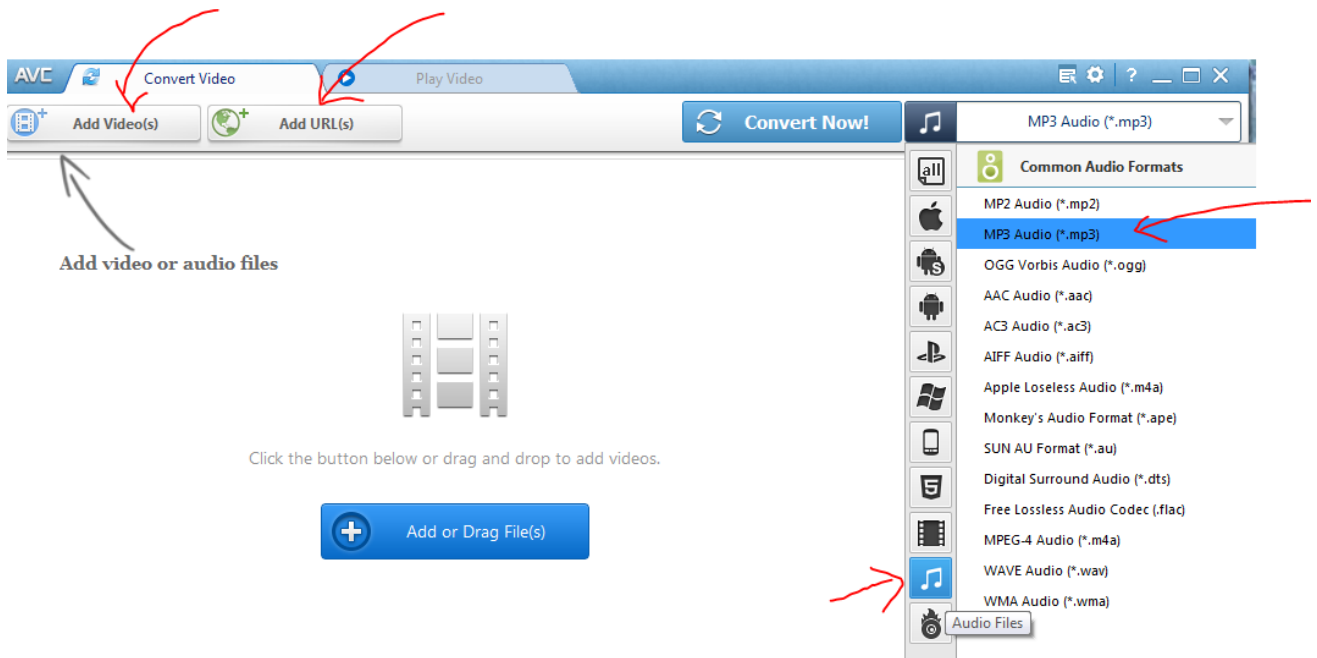 AVC
Convert Video
Play Video
?
Add Video(s)
Add URL(s)
Convert Now!
MP3 Audio (*.mp3)
all
Common Audio Formats
MP2 Audio (*.mp2)
MP3 Audio (*.mp3)
OGG Vorbis Audio (*.ogg)
AAC Audio (*.aac)
AC3 Audio (*.ac3)
AIFF Audio (*.aiff)
Apple Loseless Audio (*.m4a)
Monkey's Audio Format (*.ape)
SUN AU Format (*.au)
Digital Surround Audio (*.dts)
Free Lossless Audio Codec (.flac)
MPEG-4 Audio (*.m4a)
WAVE Audio (*.wav)
WMA Audio (*.wma)
Audio Files
S
5
Add video or audio files
Click the button below or drag and drop to add videos.
Add or Drag File(s)